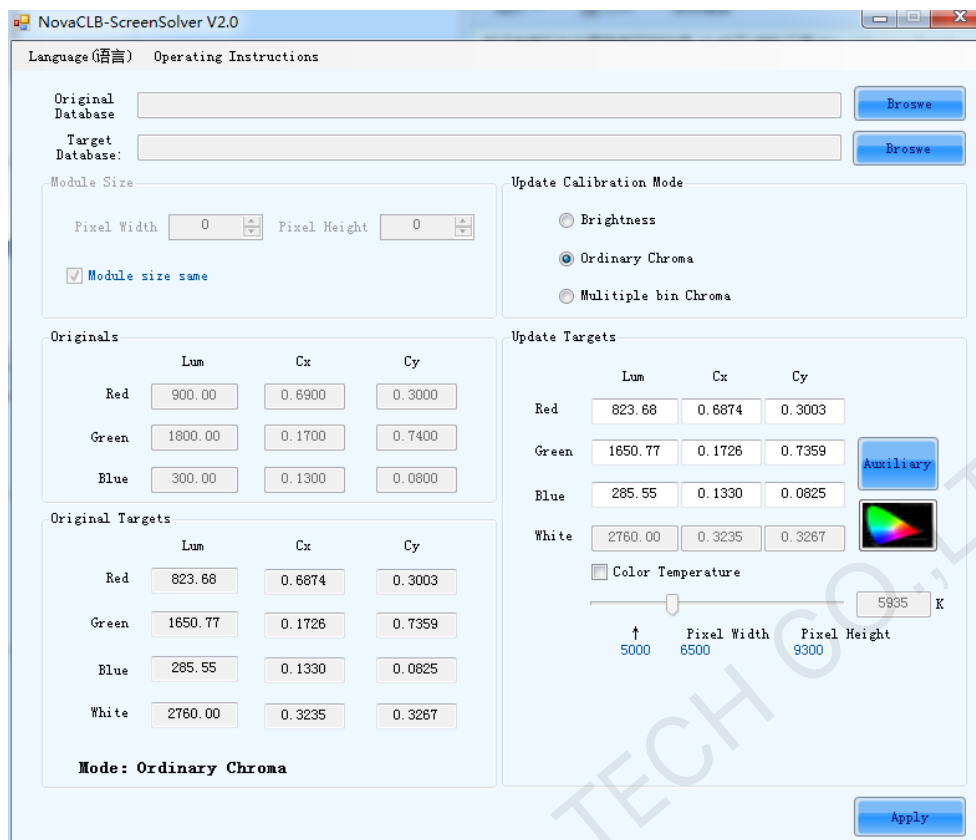 NovaCLB-ScreenSolver V2.0
Language(语言) Operating Instructions
Original Database
Broswe
Target Database:
Broswe
Module Size
Pixel Width 0 Pixel Height 0
Module size same
Update Calibration Mode
Brightness
Ordinary Chroma
Mulitiple bin Chroma
Originals
Lum Cx Cy
Red 900.00 0.6900 0.3000
Green 1800.00 0.1700 0.7400
Blue 300.00 0.1300 0.0800
Original Targets
Lum Cx Cy
Red 823.68 0.6874 0.3003
Green 1650.77 0.1726 0.7359
Blue 285.55 0.1330 0.0825
White 2760.00 0.3235 0.3267
Mode: Ordinary Chroma
Update Targets
Lum Cx Cy
Red 823.68 0.6874 0.3003
Green 1650.77 0.1726 0.7359
Auxiliary
Blue 285.55 0.1330 0.0825
White 2760.00 0.3235 0.3267
Color Temperature
5935 K
↑ Pixel Width Pixel Height
5000 6500 9300
Apply
TECH CO.,LT